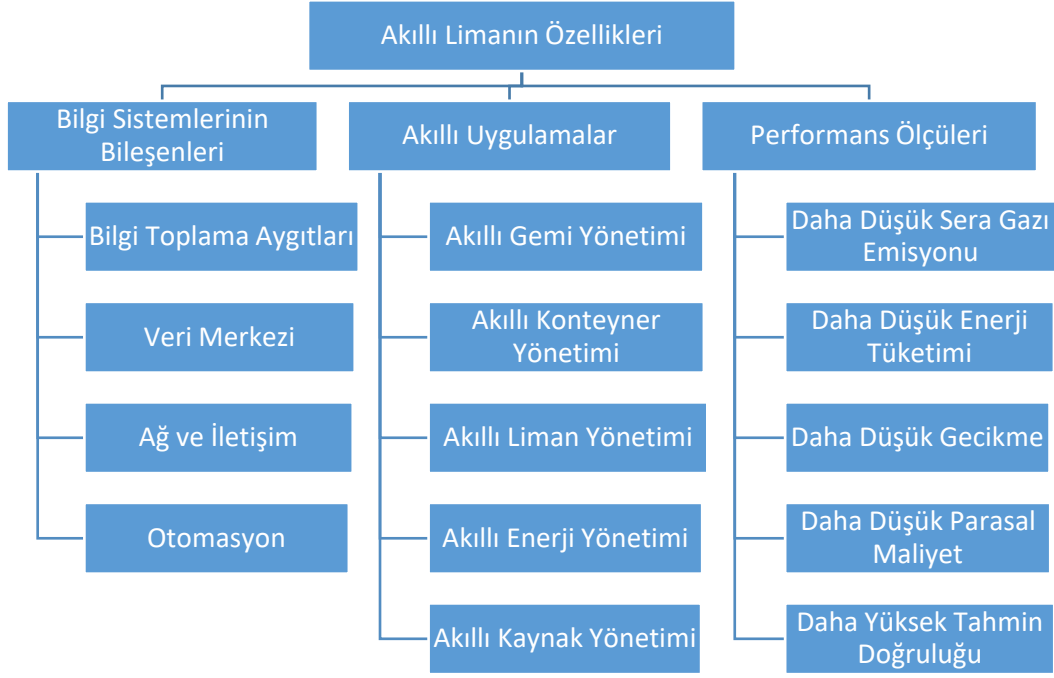 Akıllı Limanın Özellikleri
Bilgi Sistemlerinin
Bileşenleri
Bilgi Toplama Aygıtları
Veri Merkezi
Ağ ve İletişim
Otomasyon
Akıllı Uygulamalar
Akıllı Gemi Yönetimi
Akıllı Konteyner
Yönetimi
Akıllı Liman Yönetimi
Akıllı Enerji Yönetimi
Akıllı Kaynak Yönetimi
Performans Ölçüleri
Daha Düşük Sera Gazı
Emisyonu
Daha Düşük Enerji
Tüketimi
Daha Düşük Gecikme
Daha Düşük Parasal
Maliyet
Daha Yüksek Tahmin
Doğruluğu